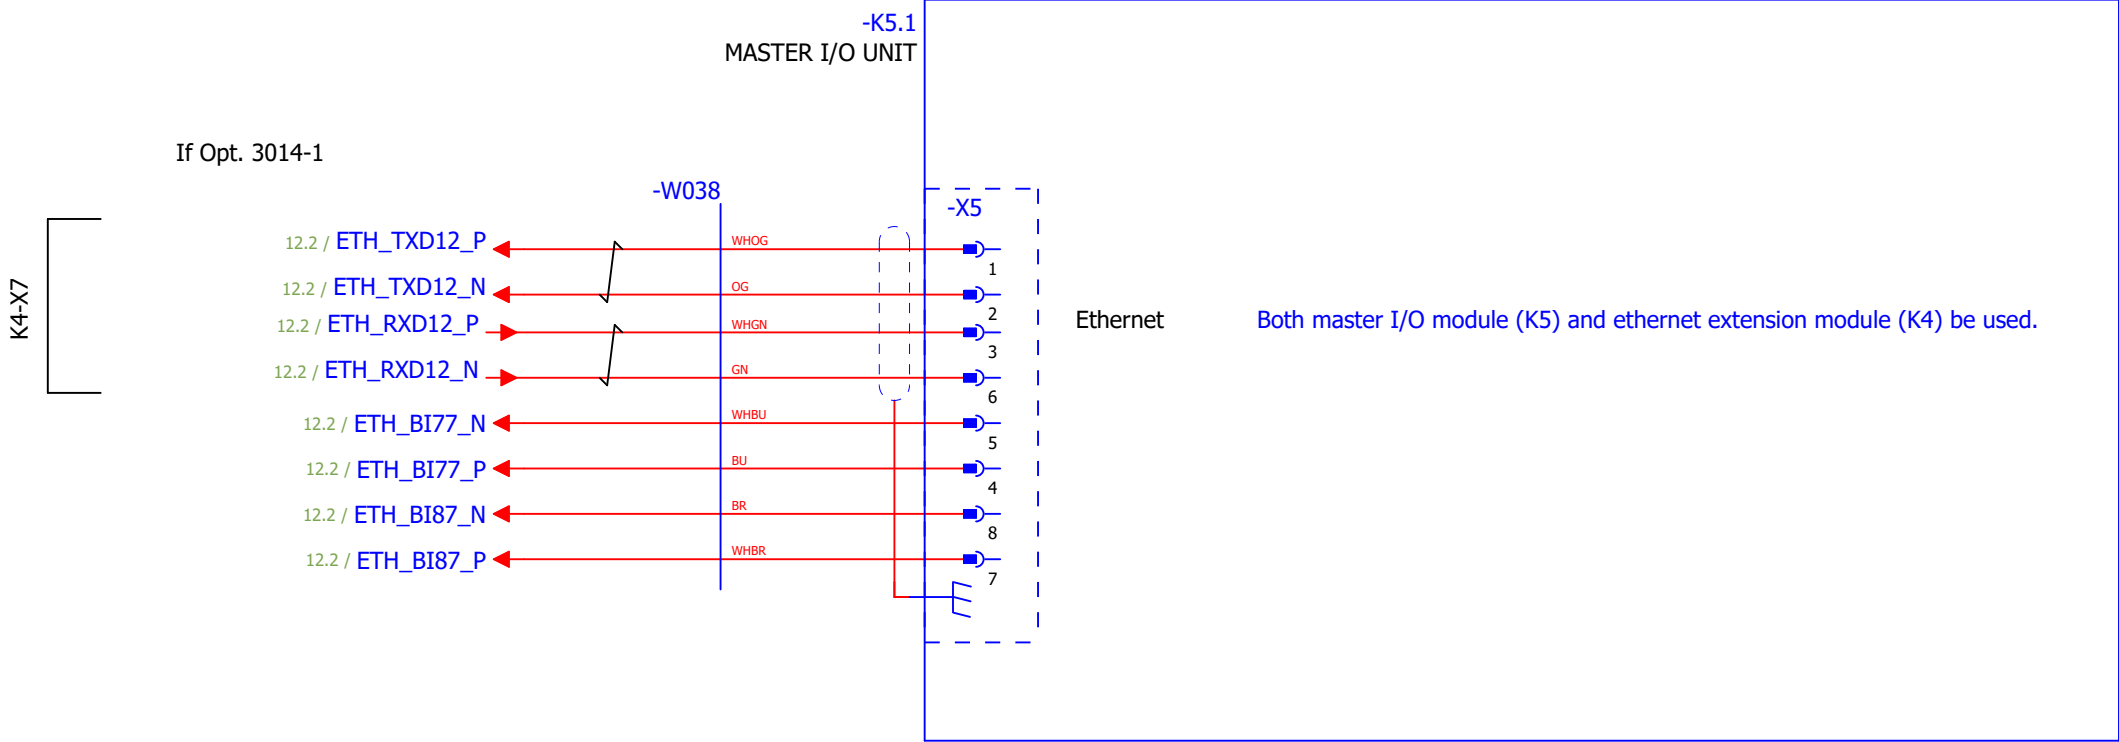 -K5.1
MASTER I/O UNIT
If Opt. 3014-1
-W038
-X5
K4-X7
12.2 / ETH_TXD12_P WHOG 1
12.2 / ETH_TXD12_N OG 2
12.2 / ETH_RXD12_P WHGN 3
Ethernet Both master I/O module (K5) and ethernet extension module (K4) be used.
12.2 / ETH_RXD12_N GN 6
12.2 / ETH_BI77_N WHBU 5
12.2 / ETH_BI77_P BU 4
12.2 / ETH_BI87_N BR 8
12.2 / ETH_BI87_P WHBR 7